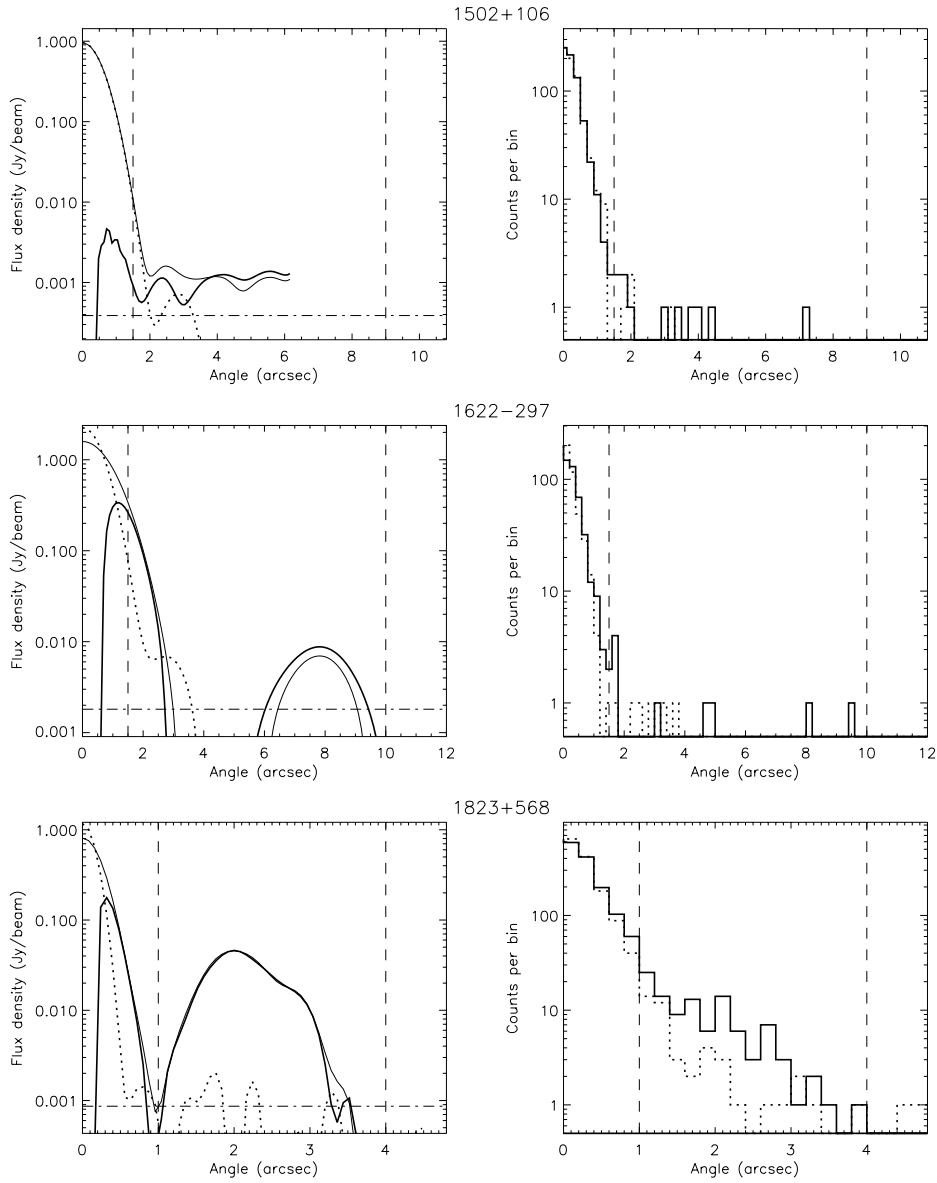 1502+106
1.000
0.100
0.010
0.001
Flux density (Jy/beam)
0 2 4 6 8 10
Angle (arcsec)
100
10
1
Counts per bin
0 2 4 6 8 10
Angle (arcsec)
1622−297
1.000
0.100
0.010
0.001
Flux density (Jy/beam)
0 2 4 6 8 10 12
Angle (arcsec)
100
10
1
Counts per bin
0 2 4 6 8 10 12
Angle (arcsec)
1823+568
1.000
0.100
0.010
0.001
Flux density (Jy/beam)
0 1 2 3 4
Angle (arcsec)
100
10
1
Counts per bin
0 1 2 3 4
Angle (arcsec)